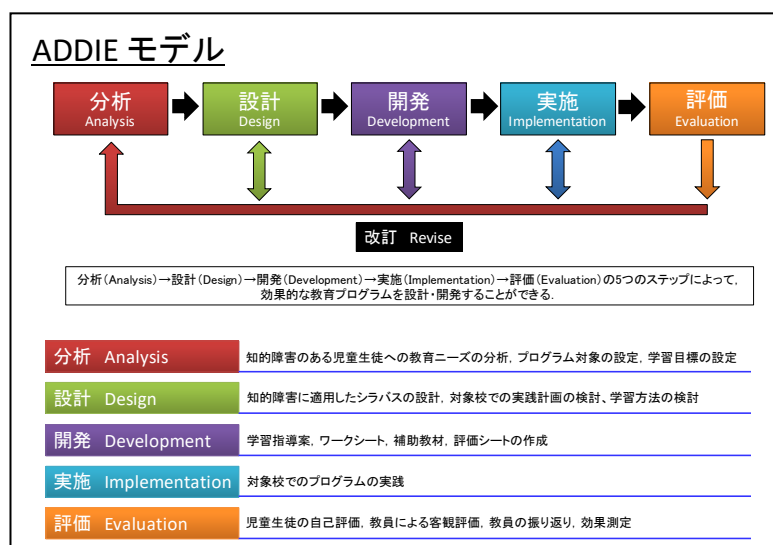 ADDIE モデル
分析
Analysis
設計
Design
開発
Development
実施
Implementation
評価
Evaluation
改訂 Revise
分析(Analysis)→設計(Design)→開発(Development)→実施(Implementation)→評価(Evaluation)の5つのステップによって,
効果的な教育プログラムを設計・開発することができる.
分析 Analysis
知的障害のある児童生徒への教育ニーズの分析, プログラム対象の設定, 学習目標の設定
設計 Design
知的障害に適用したシラバスの設計, 対象校での実践計画の検討、学習方法の検討
開発 Development
学習指導案, ワークシート, 補助教材, 評価シートの作成
実施 Implementation
対象校でのプログラムの実践
評価 Evaluation
児童生徒の自己評価, 教員による客観評価, 教員の振り返り, 効果測定